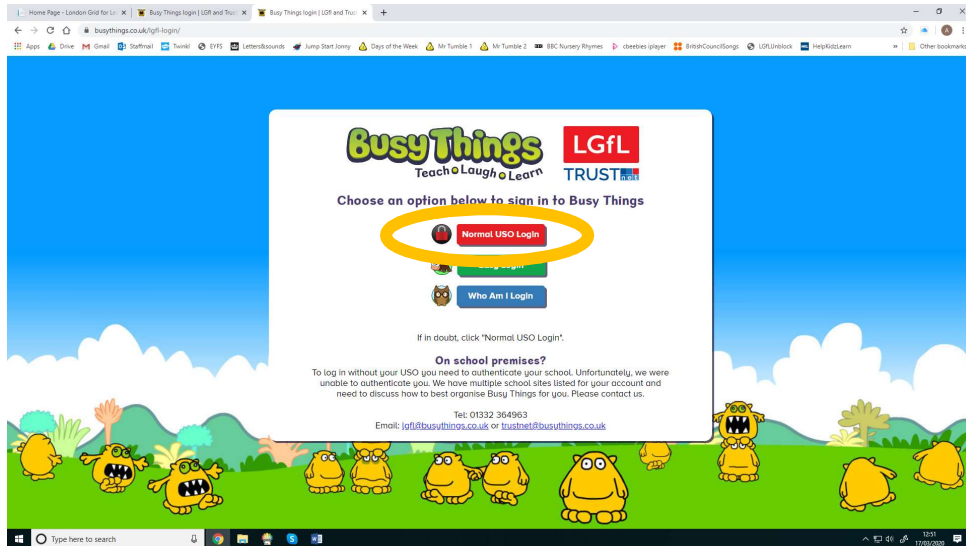 Home Page - London Grid for Le
Busy Things login | LGfl and Trus
Busy Things login | LGfl and Trus
busythings.co.uk/lgfl-login/
Apps Drive Gmail Staffmail Twinkl EYFS Letters&sounds Jump Start Jonny Days of the Week Mr Tumble 1 Mr Tumble 2 BBC Nursery Rhymes cbeebies iplayer BritishCouncilSongs LGfLUnblock HelpKidzLearn » Other bookmarks
Busy Things
Teach Laugh Learn
LGfL
TRUSTnet
Choose an option below to sign in to Busy Things
Normal USO Login
Login
Who Am I Login
If in doubt, click "Normal USO Login".
On school premises?
To log in without your USO you need to authenticate your school. Unfortunately, we were
unable to authenticate you. We have multiple school sites listed for your account and
need to discuss how to best organise Busy Things for you. Please contact us.
Tel: 01332 364963
Email: lgfl@busythings.co.uk or trustnet@busythings.co.uk
Type here to search
12:51
17/03/2020